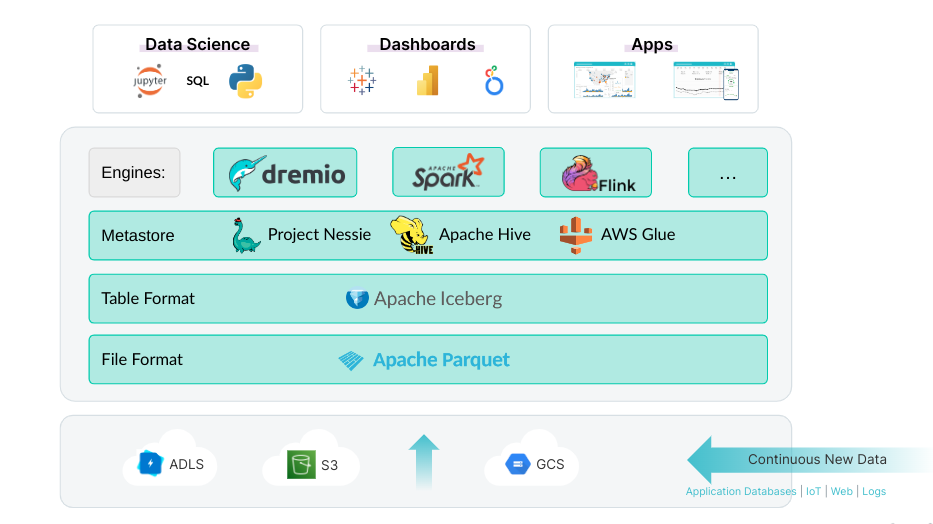 Data Science
Dashboards
Apps
jupyter
SQL
Engines:
dremio
APACHE
Spark
Flink
...
Metastore
Project Nessie
HIVE
Apache Hive
AWS Glue
Table Format
Apache Iceberg
File Format
Apache Parquet
ADLS
S3
GCS
Continuous New Data
Application Databases | IoT | Web | Logs